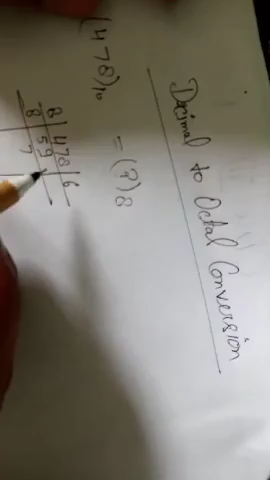 Decimal to Octal Conversion
(478)10 = (?)8
8 | 478 | 6
8 | 59
7